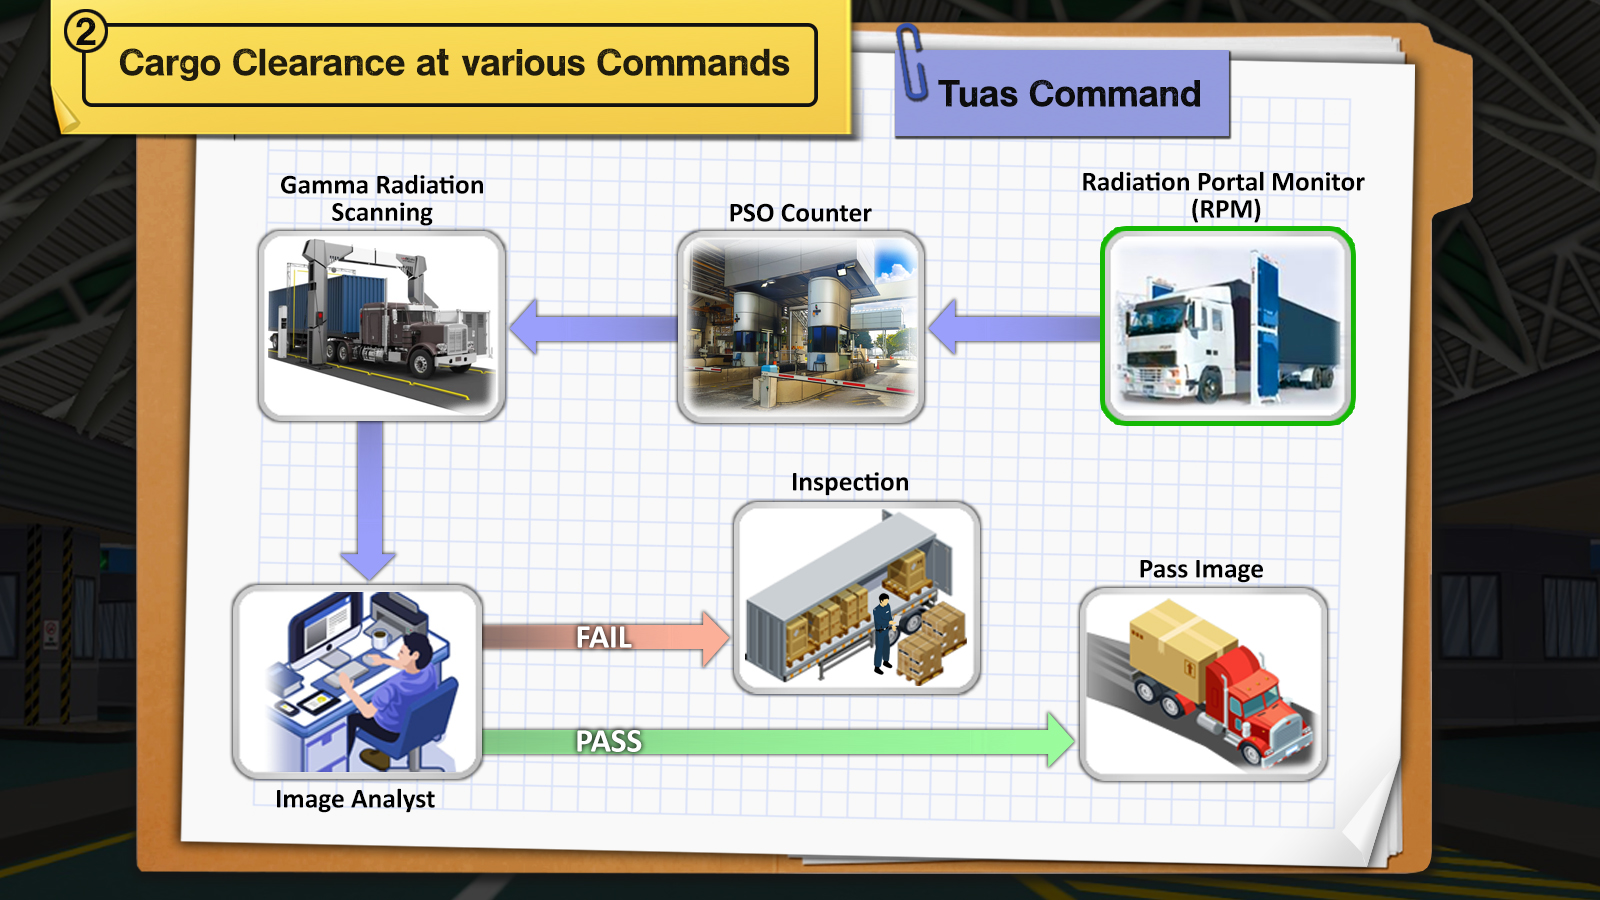 2
Cargo Clearance at various Commands
Tuas Command
Gamma Radiation
Scanning
PSO Counter
Radiation Portal Monitor
(RPM)
Inspection
Pass Image
FAIL
PASS
Image Analyst